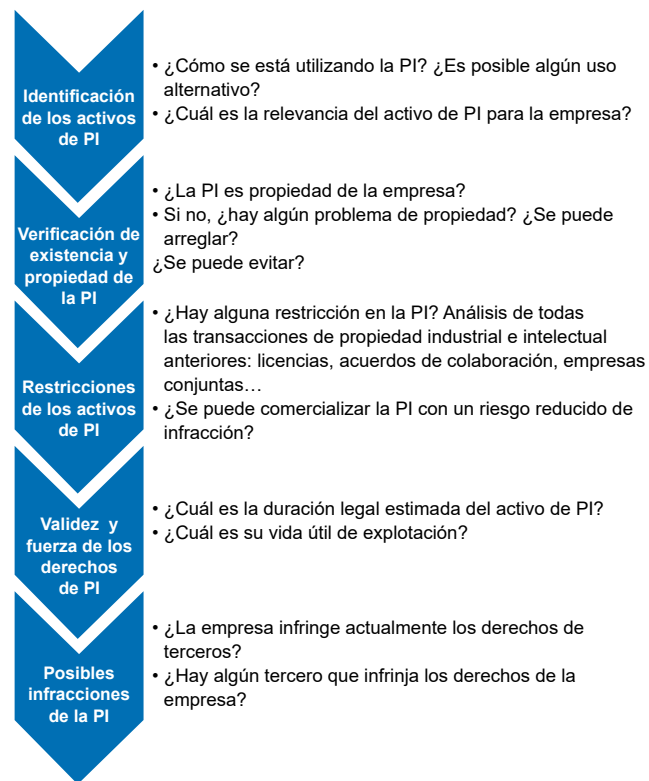 Identificación
de los activos
de PI
• ¿Cómo se está utilizando la PI? ¿Es posible algún uso
alternativo?
• ¿Cuál es la relevancia del activo de PI para la empresa?
Verificación de
existencia y
propiedad de
la PI
• ¿La PI es propiedad de la empresa?
• Si no, ¿hay algún problema de propiedad? ¿Se puede
arreglar?
¿Se puede evitar?
Restricciones
de los activos
de PI
• ¿Hay alguna restricción en la PI? Análisis de todas
las transacciones de propiedad industrial e intelectual
anteriores: licencias, acuerdos de colaboración, empresas
conjuntas…
• ¿Se puede comercializar la PI con un riesgo reducido de
infracción?
Validez y
fuerza de los
derechos
de PI
• ¿Cuál es la duración legal estimada del activo de PI?
• ¿Cuál es su vida útil de explotación?
Posibles
infracciones
de la PI
• ¿La empresa infringe actualmente los derechos de
terceros?
• ¿Hay algún tercero que infrinja los derechos de la
empresa?